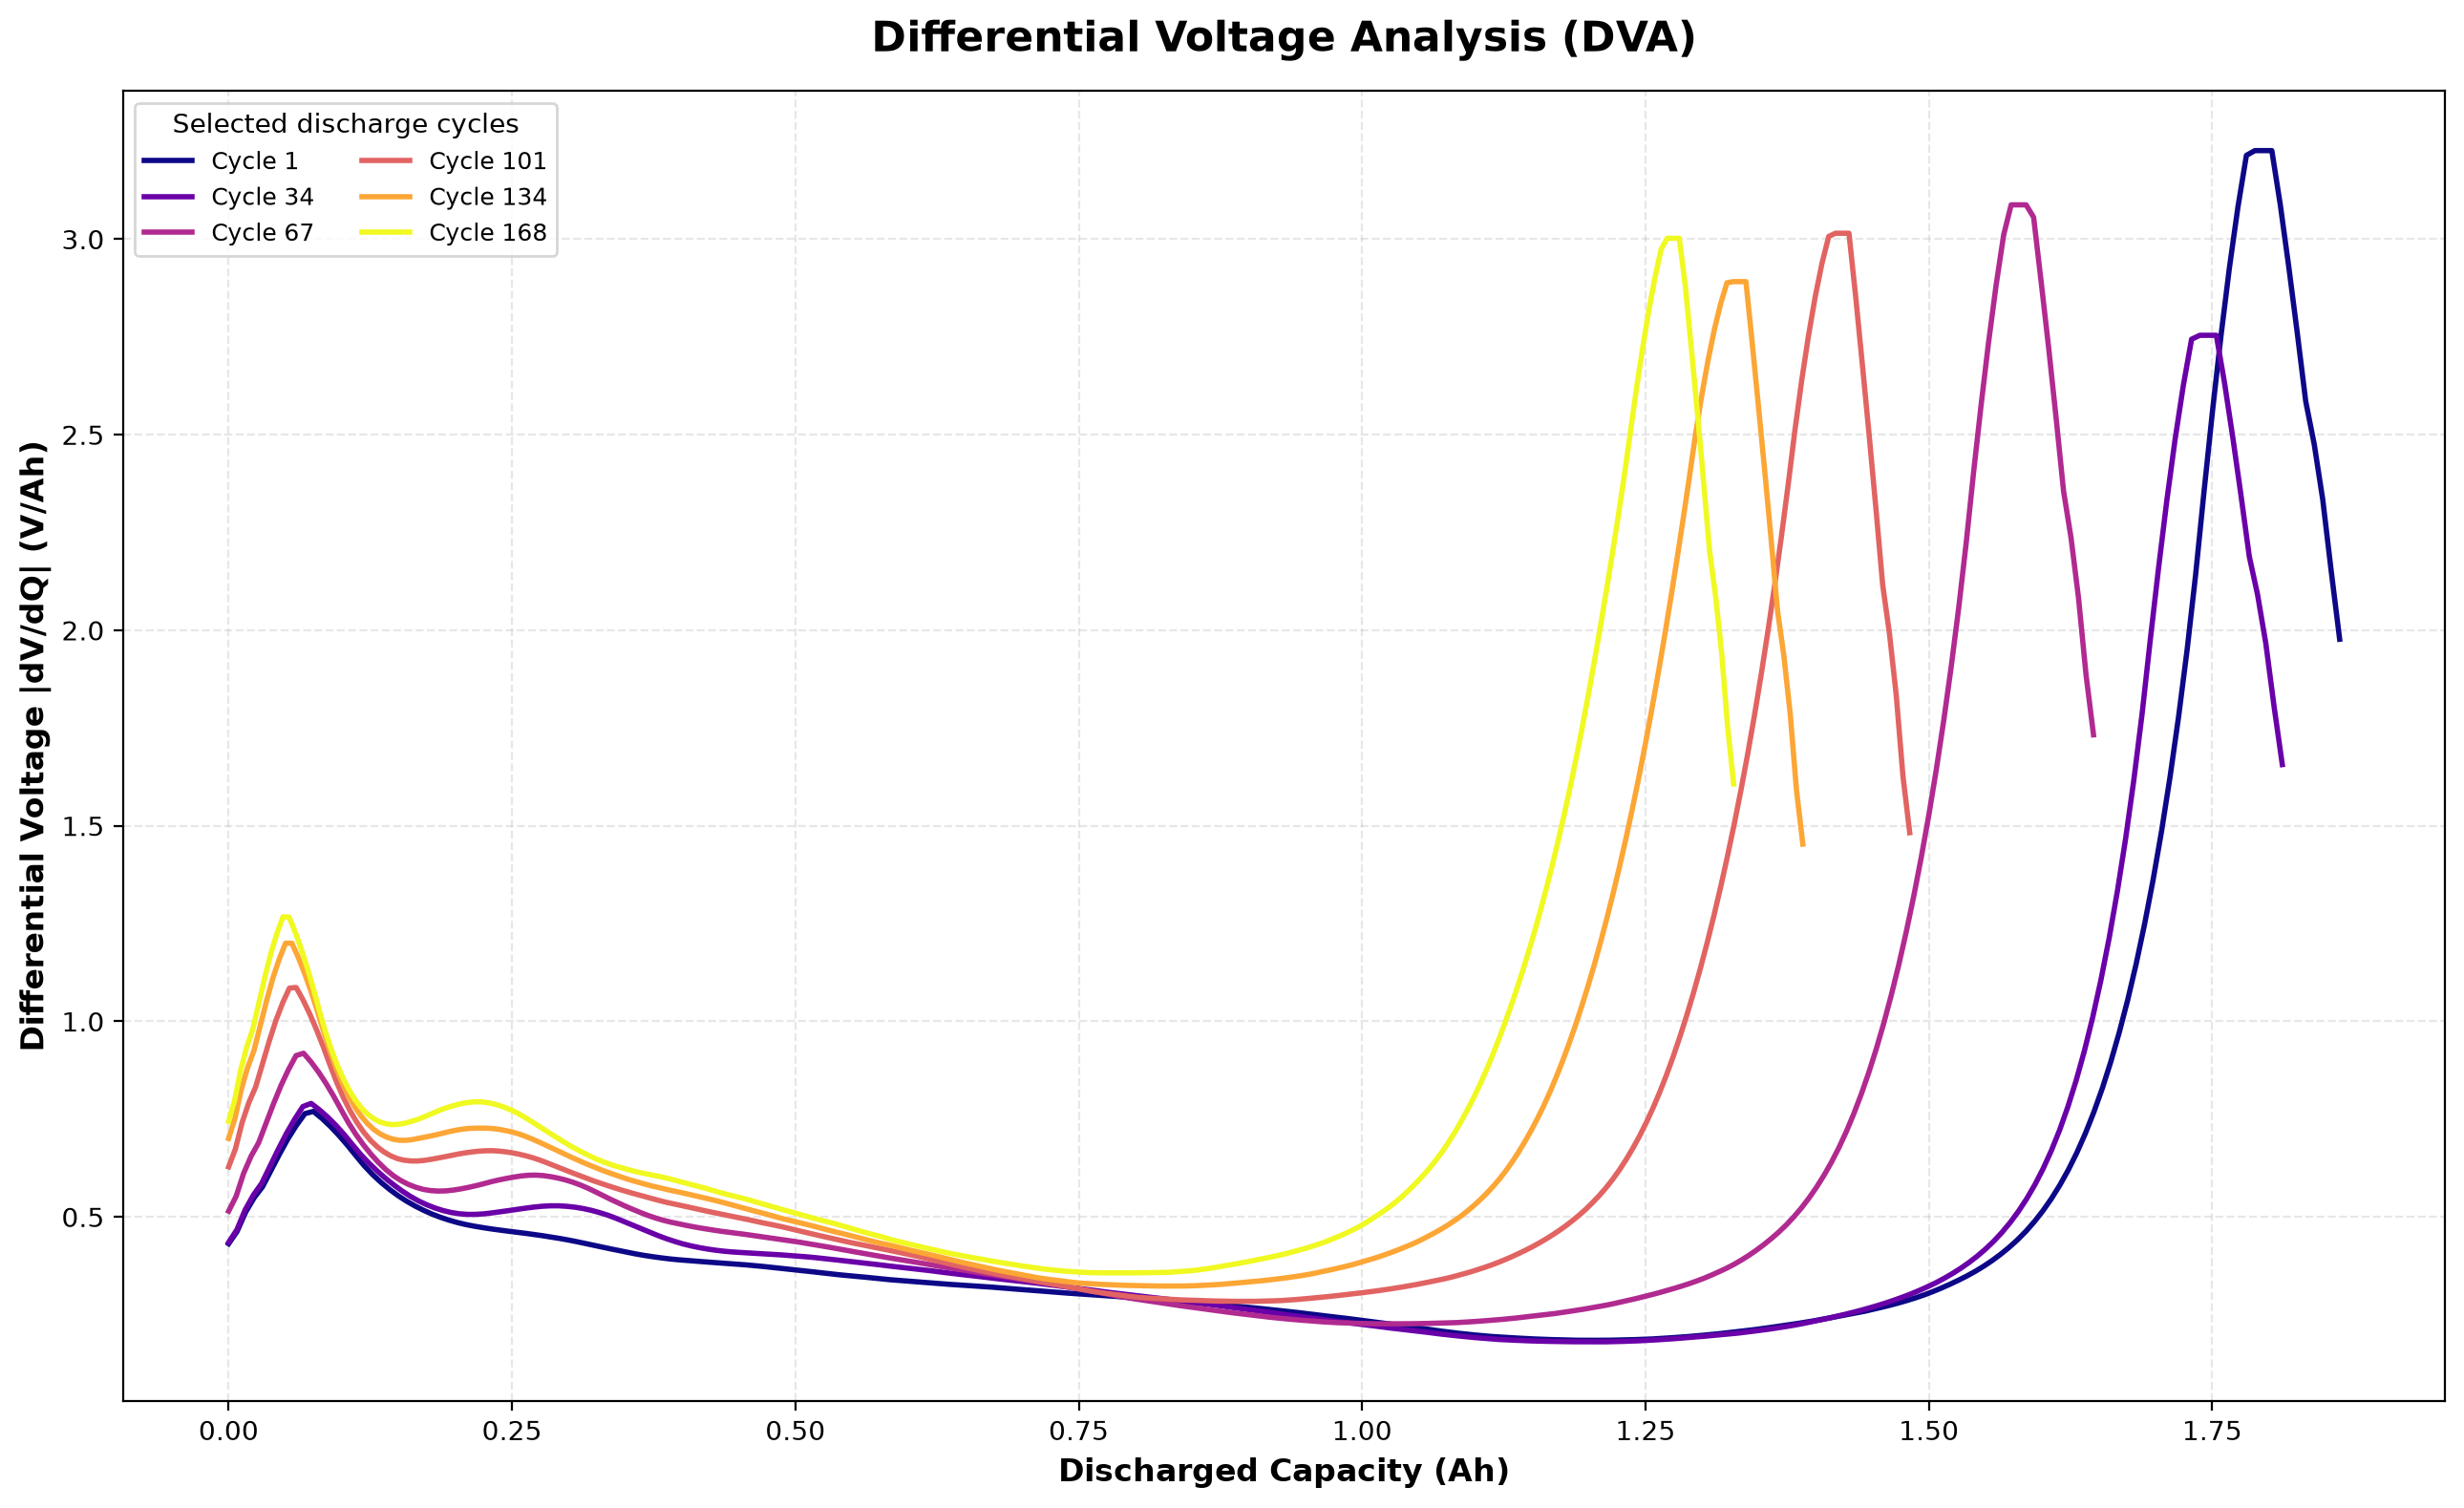 Differential Voltage Analysis (DVA)
Selected discharge cycles
Cycle 1
Cycle 34
Cycle 67
Cycle 101
Cycle 134
Cycle 168
Differential Voltage |dV/dQ| (V/Ah)
3.0
2.5
2.0
1.5
1.0
0.5
0.00 0.25 0.50 0.75 1.00 1.25 1.50 1.75
Discharged Capacity (Ah)